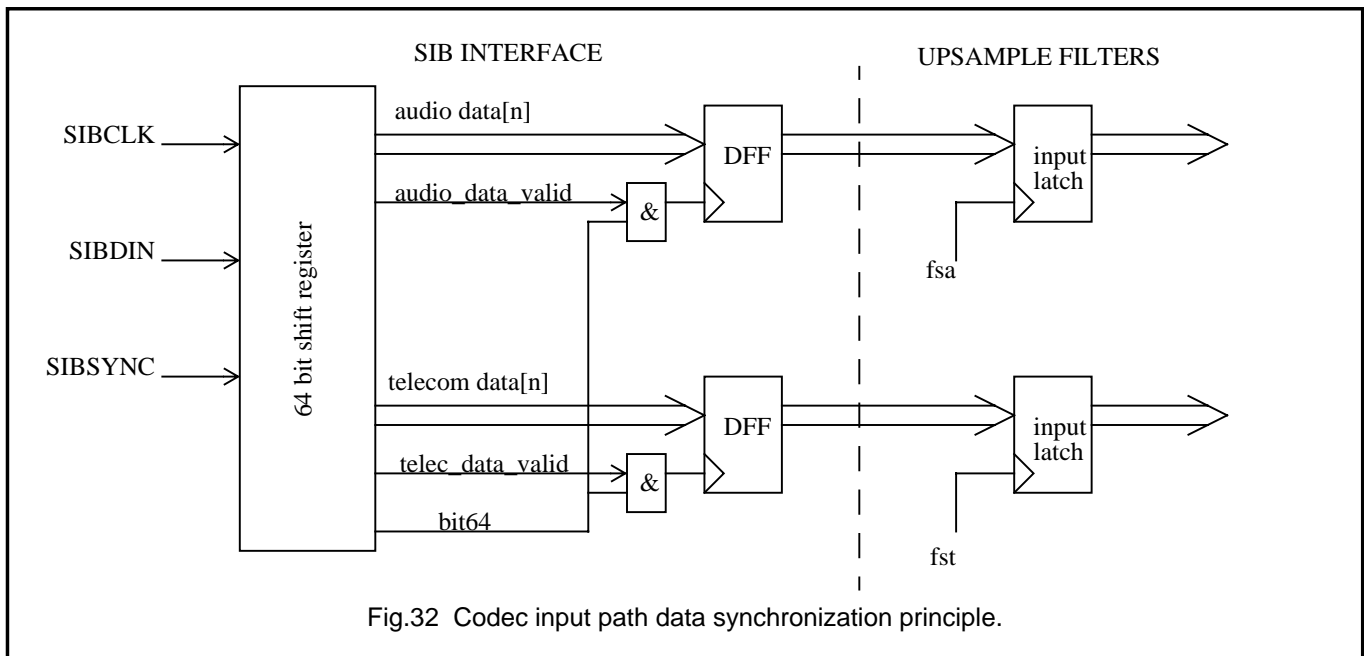 SIB INTERFACE
UPSAMPLE FILTERS
SIBCLK
SIBDIN
SIBSYNC
64 bit shift register
audio data[n]
audio_data_valid
&
DFF
input
latch
fsa
telecom data[n]
telec_data_valid
&
bit64
DFF
input
latch
fst
Fig.32 Codec input path data synchronization principle.